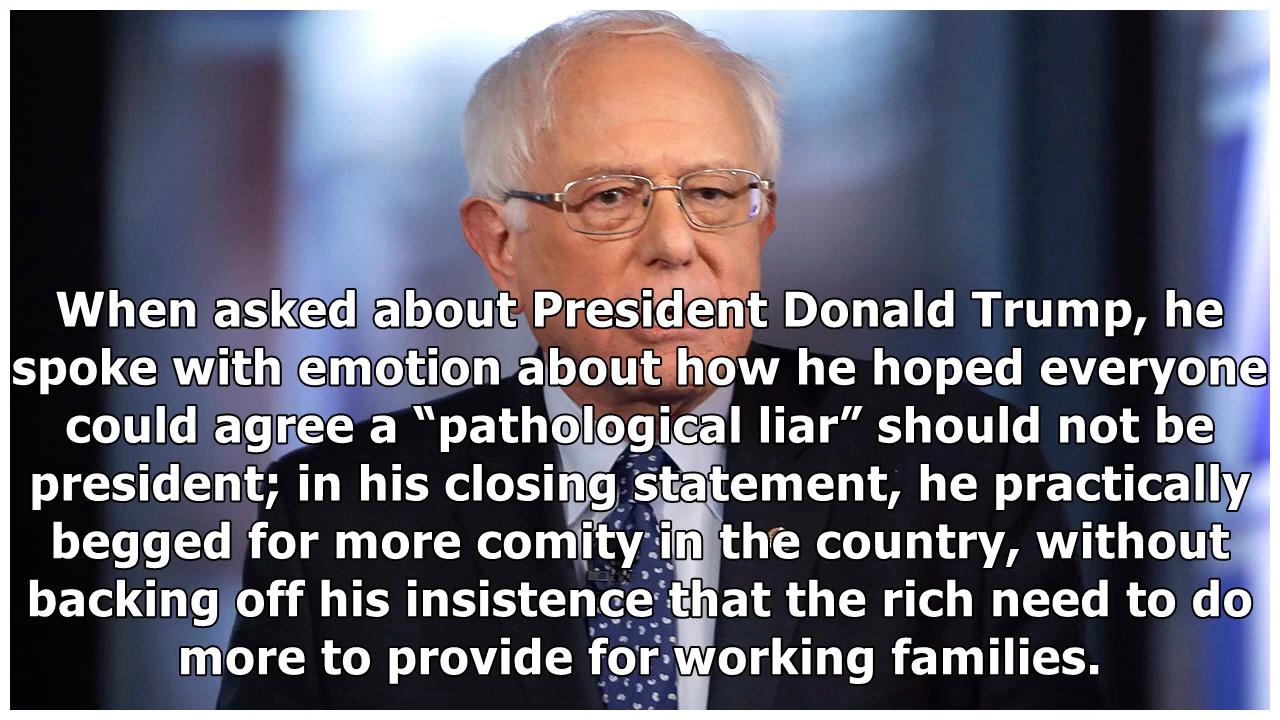 When asked about President Donald Trump, he
spoke with emotion about how he hoped everyone
could agree a “pathological liar” should not be
president; in his closing statement, he practically
begged for more comity in the country, without
backing off his insistence that the rich need to do
more to provide for working families.